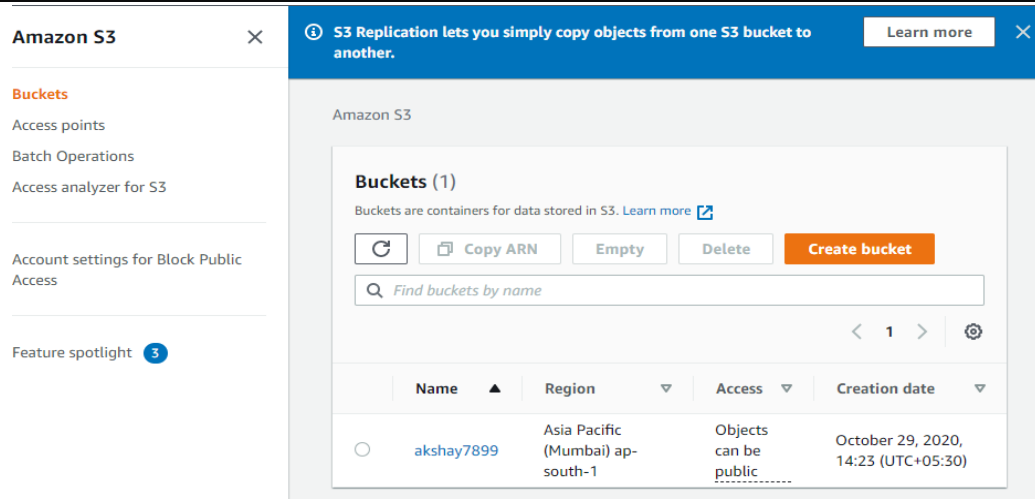 Amazon S3
Buckets
Access points
Batch Operations
Access analyzer for S3
Account settings for Block Public
Access
Feature spotlight 3
S3 Replication lets you simply copy objects from one S3 bucket to
another.
Learn more
Amazon S3
Buckets (1)
Buckets are containers for data stored in S3. Learn more
Copy ARN Empty Delete Create bucket
Find buckets by name
1
Name Region Access Creation date
akshay7899
Asia Pacific
(Mumbai) ap-
south-1
Objects
can be
public
October 29, 2020,
14:23 (UTC+05:30)